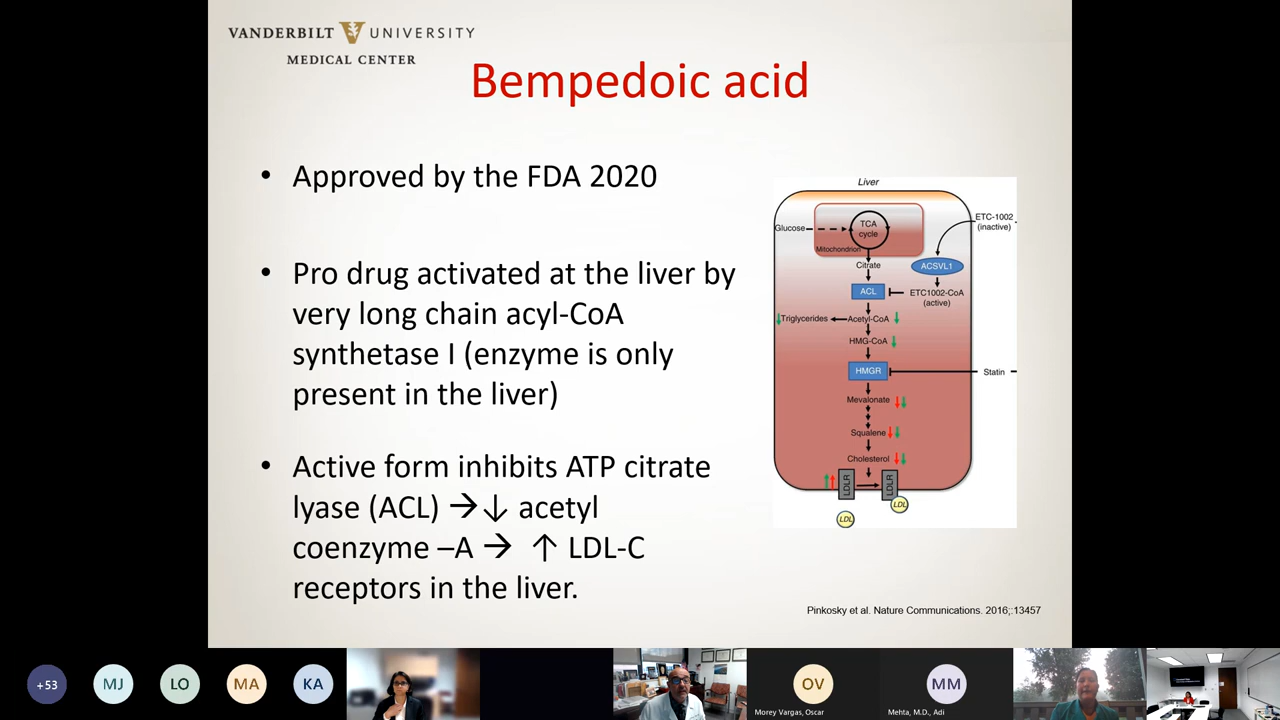 VANDERBILT UNIVERSITY
MEDICAL CENTER
Bempedoic acid
• Approved by the FDA 2020
• Pro drug activated at the liver by
very long chain acyl-CoA
synthetase I (enzyme is only
present in the liver)
• Active form inhibits ATP citrate
lyase (ACL) →↓ acetyl
coenzyme –A → ↑ LDL-C
receptors in the liver.
Liver
Glucose
TCA
cycle
Mitochondrion
ETC-1002
(inactive)
Citrate
ACSVL1
ACL
ETC1002-CoA
(active)
Triglycerides
Acetyl-CoA
HMG-CoA
HMGR
Statin
Mevalonate
Squalene
Cholesterol
LDLR
LDLR
LDL
LDL
Pinkosky et al. Nature Communications. 2016;:13457
+53
MJ
LO
MA
KA
OV
Morey Vargas, Oscar
MM
Mehta, M.D., Adi